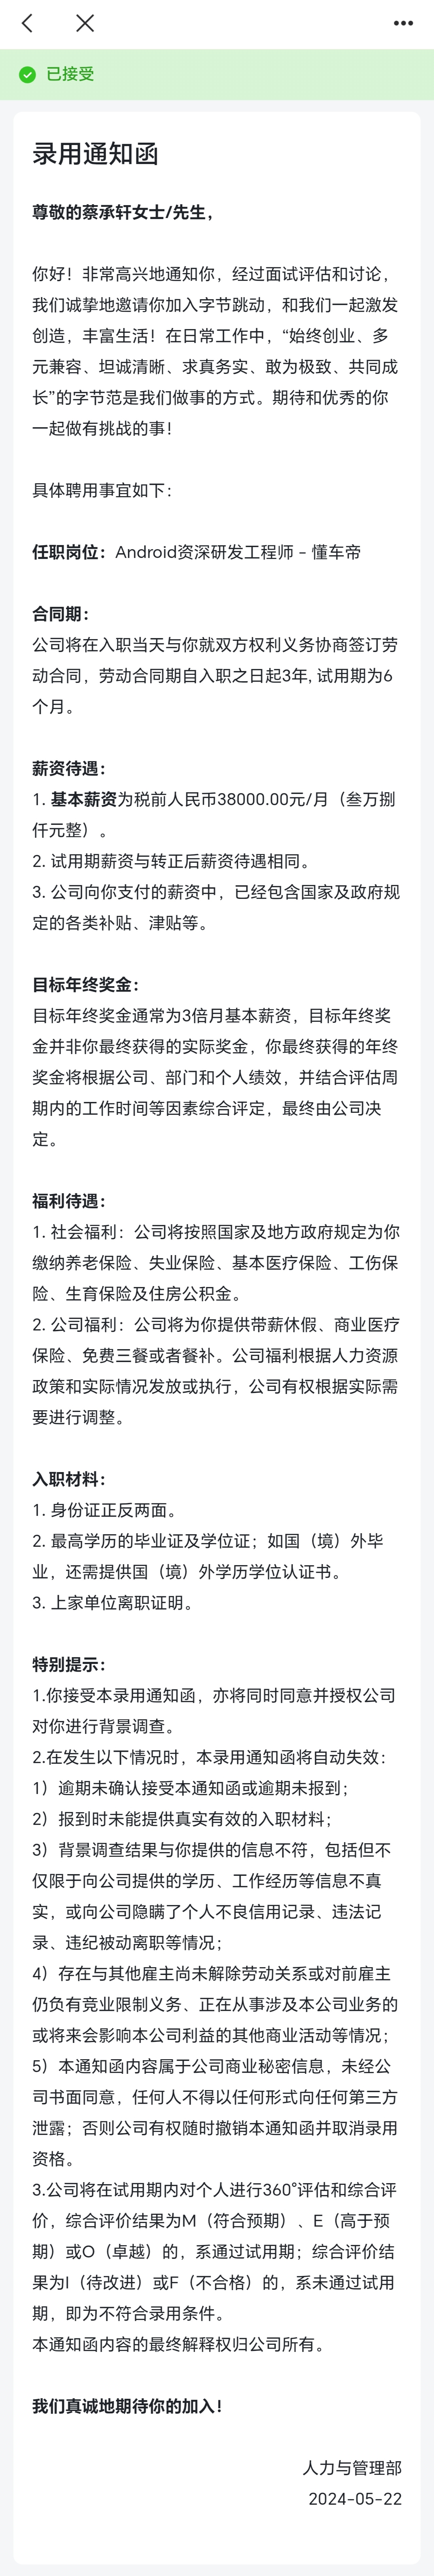 已接受
录用通知函
尊敬的蔡承轩女士/先生，
你好！非常高兴地通知你，经过面试评估和讨论，
我们诚挚地邀请你加入字节跳动，和我们一起激发
创造，丰富生活！在日常工作中，“始终创业、多
元兼容、坦诚清晰、求真务实、敢为极致、共同成
长”的字节范是我们做事的方式。期待和优秀的你
一起做有挑战的事！
具体聘用事宜如下：
任职岗位：Android资深研发工程师 - 懂车帝
合同期：
公司将在入职当天与你就双方权利义务协商签订劳
动合同，劳动合同期自入职之日起3年, 试用期为6
个月。
薪资待遇：
1. 基本薪资为税前人民币38000.00元/月（叁万捌
仟元整）。
2. 试用期薪资与转正后薪资待遇相同。
3. 公司向你支付的薪资中，已经包含国家及政府规
定的各类补贴、津贴等。
目标年终奖金：
目标年终奖金通常为3倍月基本薪资，目标年终奖
金并非你最终获得的实际奖金，你最终获得的年终
奖金将根据公司、部门和个人绩效，并结合评估周
期内的工作时间等因素综合评定，最终由公司决
定。
福利待遇：
1. 社会福利：公司将按照国家及地方政府规定为你
缴纳养老保险、失业保险、基本医疗保险、工伤保
险、生育保险及住房公积金。
2. 公司福利：公司将为你提供带薪休假、商业医疗
保险、免费三餐或者餐补。公司福利根据人力资源
政策和实际情况发放或执行，公司有权根据实际需
要进行调整。
入职材料：
1. 身份证正反两面。
2. 最高学历的毕业证及学位证；如国（境）外毕
业，还需提供国（境）外学历学位认证书。
3. 上家单位离职证明。
特别提示：
1.你接受本录用通知函，亦将同时同意并授权公司
对你进行背景调查。
2.在发生以下情况时，本录用通知函将自动失效：
1）逾期未确认接受本通知函或逾期未报到；
2）报到时未能提供真实有效的入职材料；
3）背景调查结果与你提供的信息不符，包括但不
仅限于向公司提供的学历、工作经历等信息不真
实，或向公司隐瞒了个人不良信用记录、违法记
录、违纪被动离职等情况；
4）存在与其他雇主尚未解除劳动关系或对前雇主
仍负有竞业限制义务、正在从事涉及本公司业务的
或将来会影响本公司利益的其他商业活动等情况；
5）本通知函内容属于公司商业秘密信息，未经公
司书面同意，任何人不得以任何形式向任何第三方
泄露；否则公司有权随时撤销本通知函并取消录用
资格。
3.公司将在试用期内对个人进行360°评估和综合评
价，综合评价结果为M（符合预期）、E（高于预
期）或O（卓越）的，系通过试用期；综合评价结
果为I（待改进）或F（不合格）的，系未通过试用
期，即为不符合录用条件。
本通知函内容的最终解释权归公司所有。
我们真诚地期待你的加入！
人力与管理部
2024-05-22